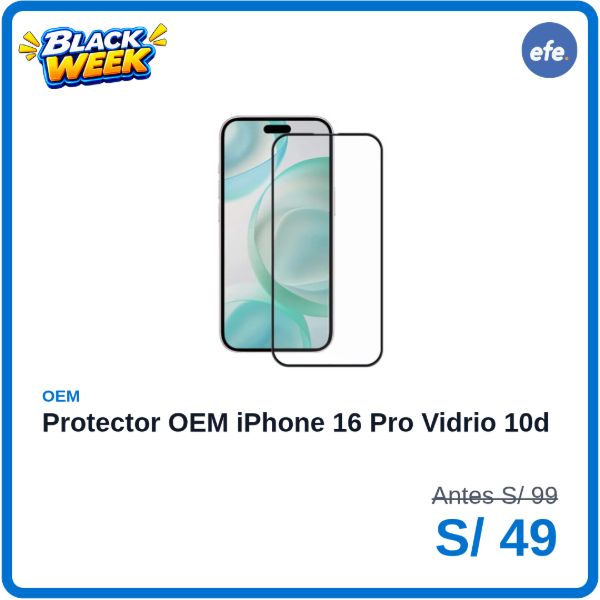 BLACK
WEEK
efe.
OEM
Protector OEM iPhone 16 Pro Vidrio 10d
Antes S/ 99
S/ 49